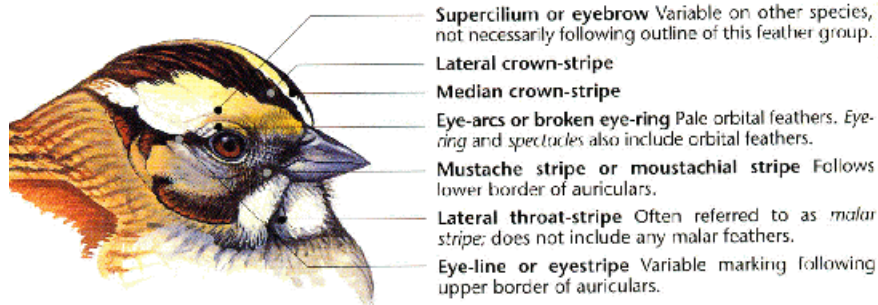 Supercilium or eyebrow Variable on other species,
not necessarily following outline of this feather group.
Lateral crown-stripe
Median crown-stripe
Eye-arcs or broken eye-ring Pale orbital feathers. Eye-
ring and spectacles also include orbital feathers.
Mustache stripe or moustachial stripe Follows
lower border of auriculars.
Lateral throat-stripe Often referred to as malar
stripe; does not include any malar feathers.
Eye-line or eyestripe Variable marking following
upper border of auriculars.